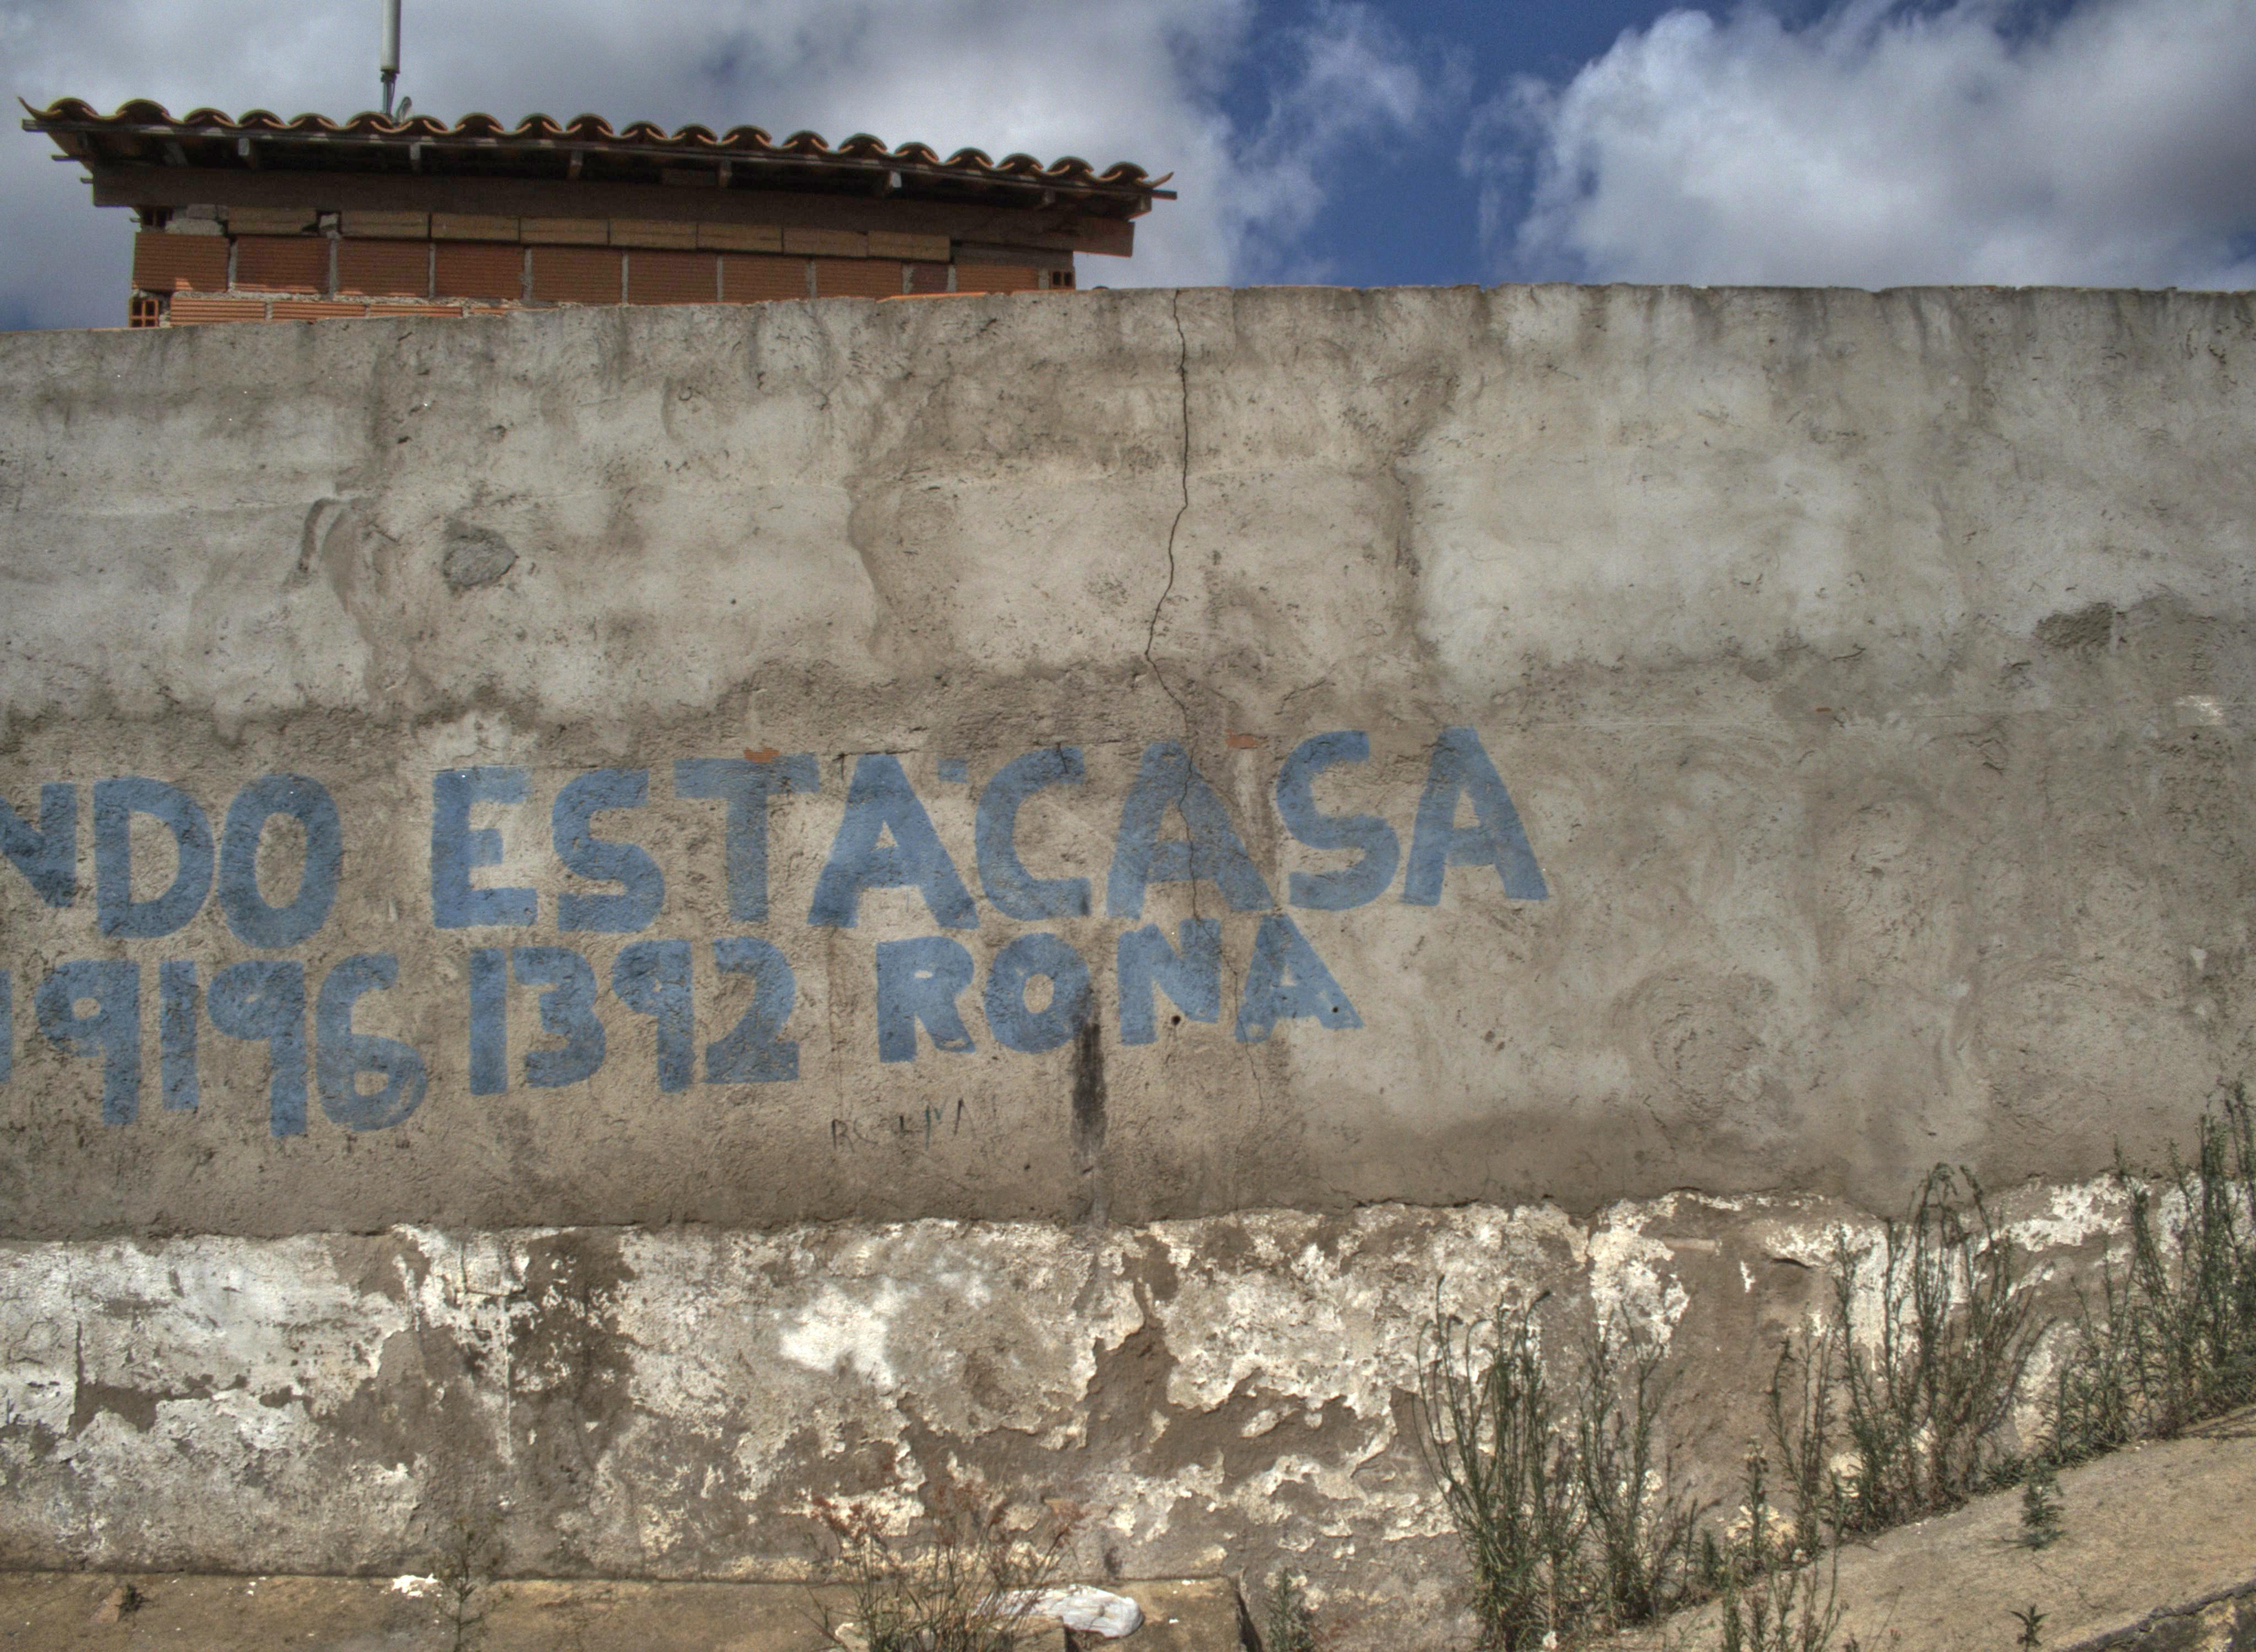 NDO ESTA CASA
9196 1392 RONA